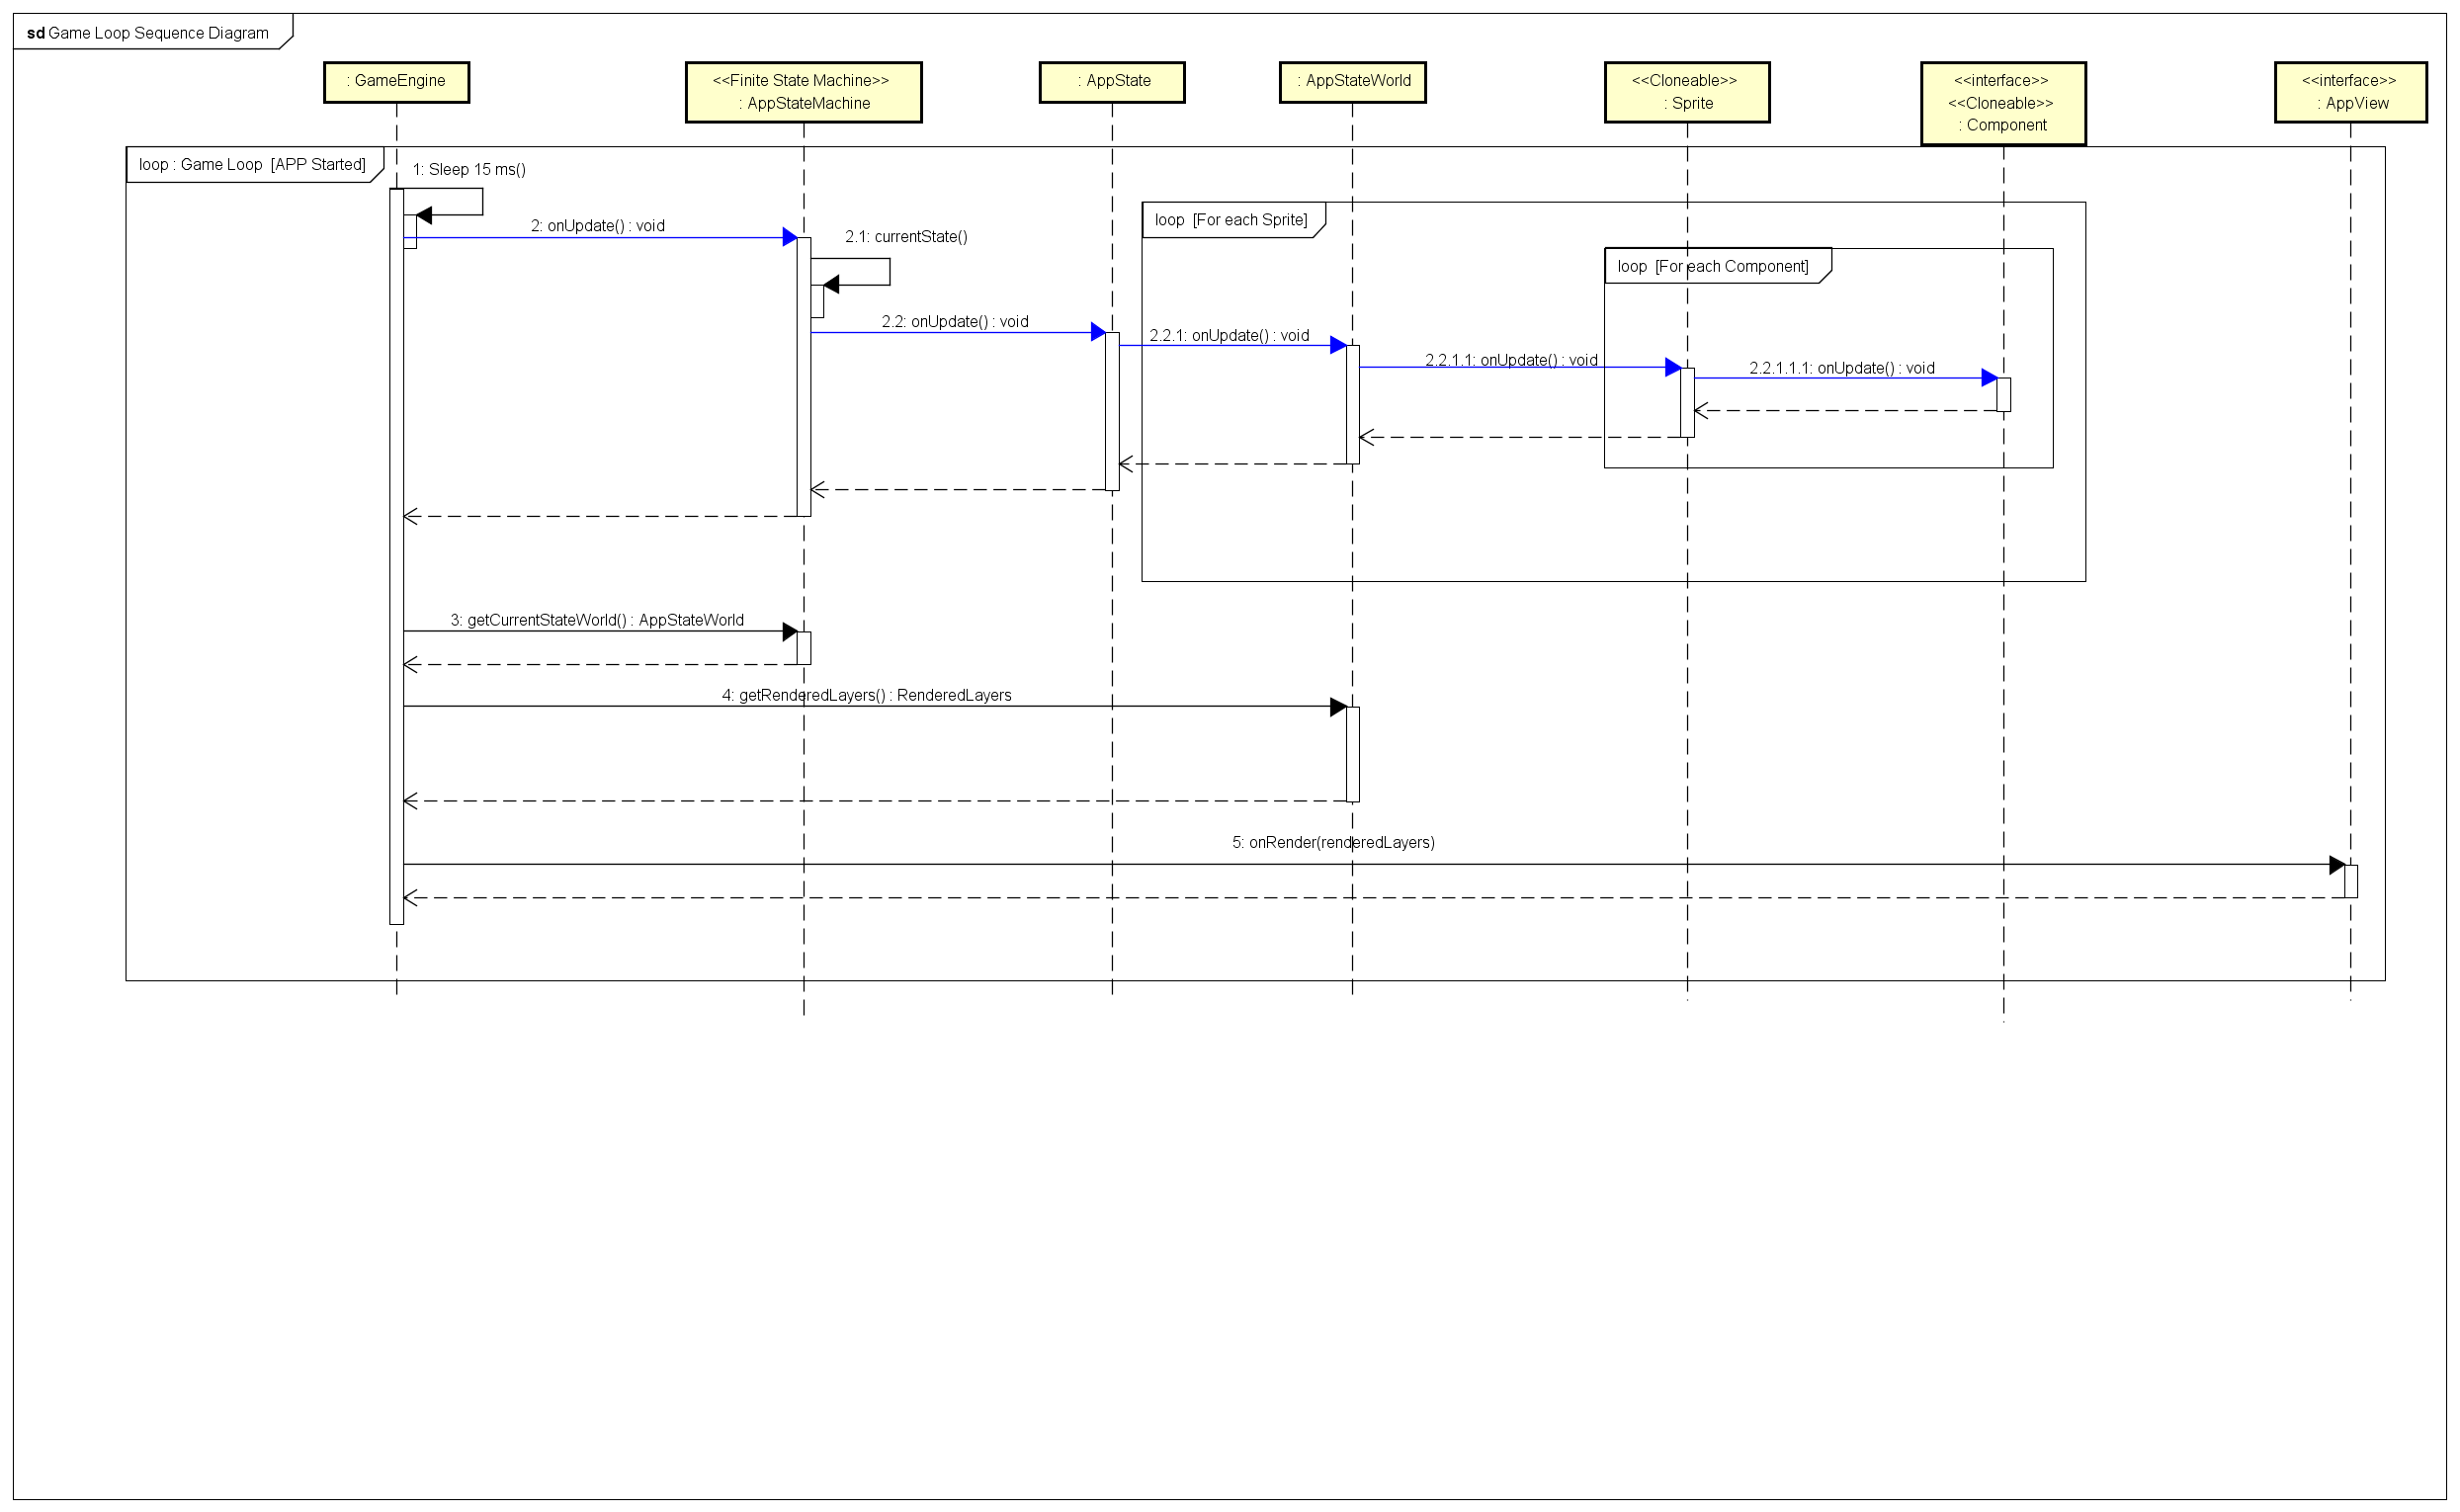 sd Game Loop Sequence Diagram
: GameEngine
<<Finite State Machine>>
: AppStateMachine
: AppState
: AppStateWorld
<<Cloneable>>
: Sprite
<<interface>>
<<Cloneable>>
: Component
<<interface>>
: AppView
loop : Game Loop [APP Started]
1: Sleep 15 ms()
loop [For each Sprite]
2: onUpdate() : void
2.1: currentState()
loop [For each Component]
2.2: onUpdate() : void
2.2.1: onUpdate() : void
2.2.1.1: onUpdate() : void
2.2.1.1.1: onUpdate() : void
3: getCurrentStateWorld() : AppStateWorld
4: getRenderedLayers() : RenderedLayers
5: onRender(renderedLayers)